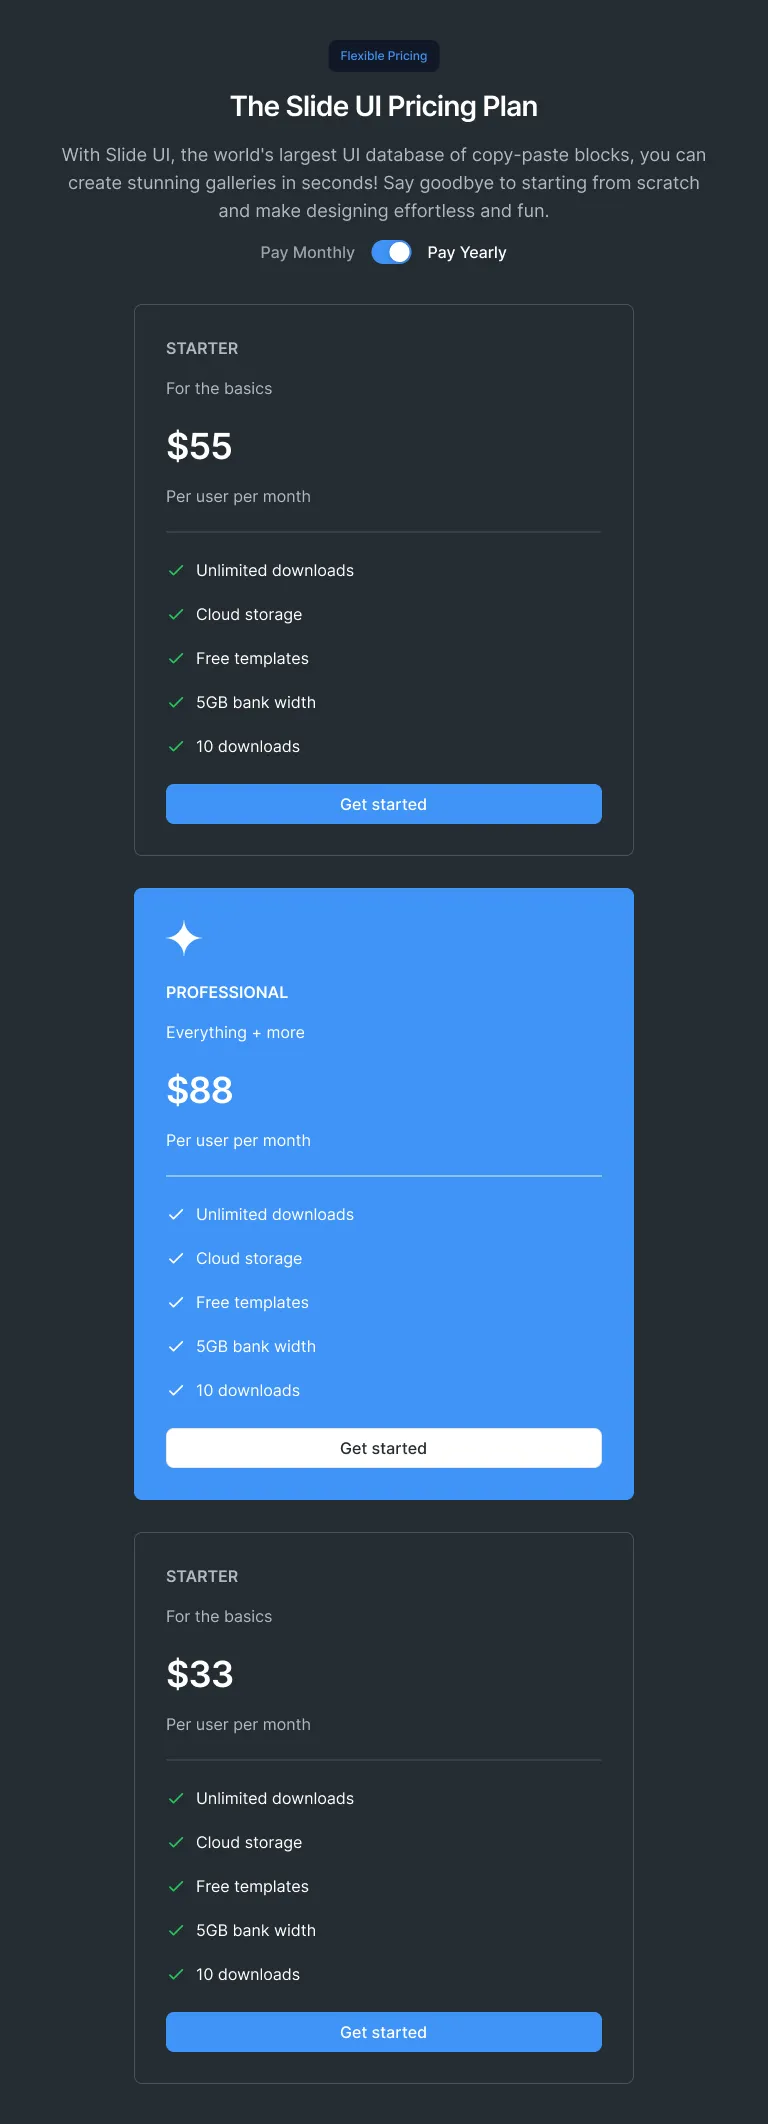 Flexible Pricing
The Slide UI Pricing Plan
With Slide UI, the world's largest UI database of copy-paste blocks, you can
create stunning galleries in seconds! Say goodbye to starting from scratch
and make designing effortless and fun.
Pay Monthly Pay Yearly
STARTER
For the basics
$55
Per user per month
Unlimited downloads
Cloud storage
Free templates
5GB bank width
10 downloads
Get started
PROFESSIONAL
Everything + more
$88
Per user per month
Unlimited downloads
Cloud storage
Free templates
5GB bank width
10 downloads
Get started
STARTER
For the basics
$33
Per user per month
Unlimited downloads
Cloud storage
Free templates
5GB bank width
10 downloads
Get started